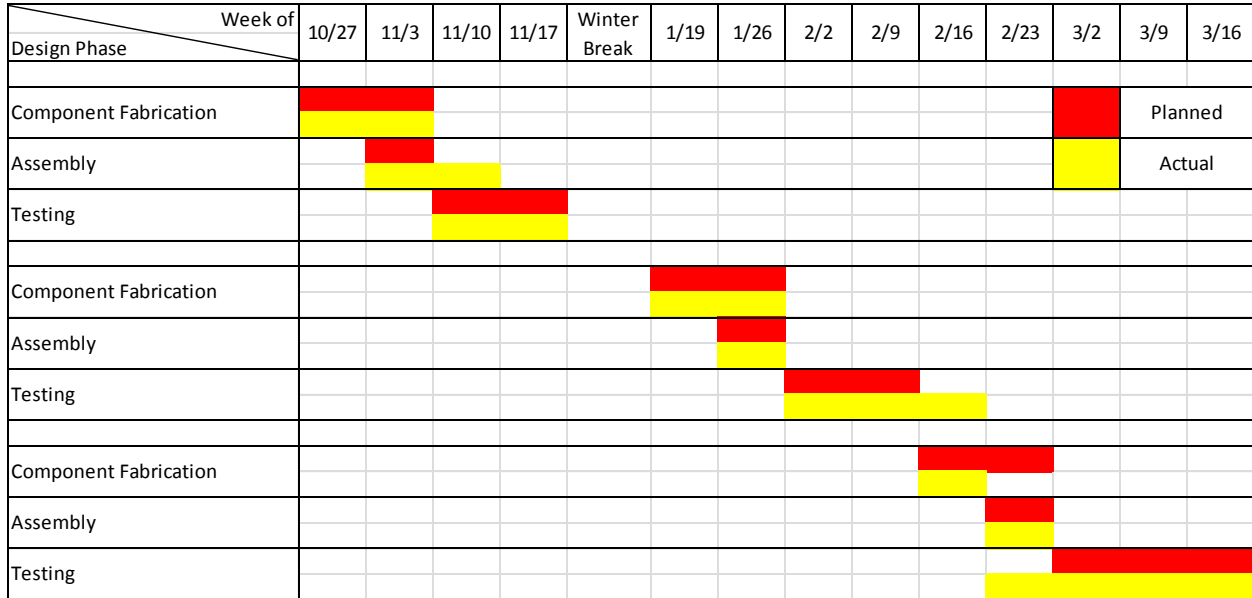 Week of
Design Phase
10/27 11/3 11/10 11/17 Winter Break 1/19 1/26 2/2 2/9 2/16 2/23 3/2 3/9 3/16
Component Fabrication
Planned
Assembly
Actual
Testing
Component Fabrication
Assembly
Testing
Component Fabrication
Assembly
Testing